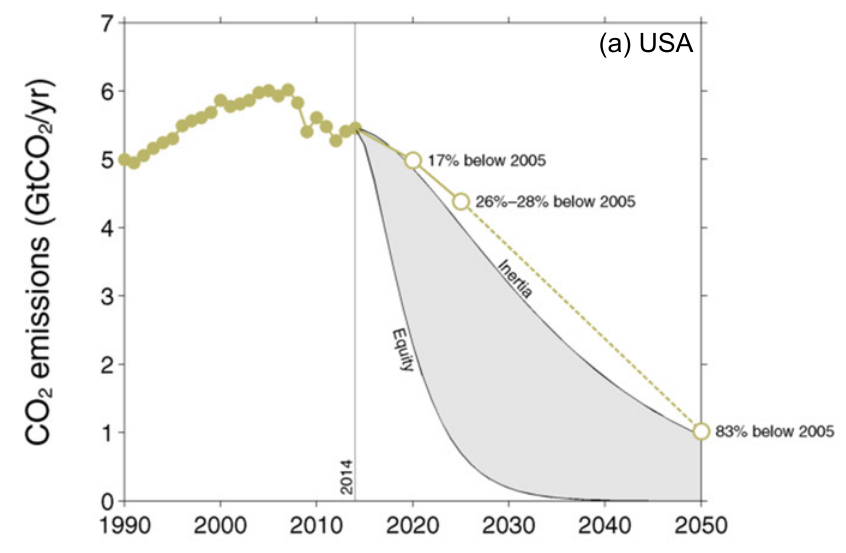 (a) USA
CO₂ emissions (GtCO₂/yr)
7
6
5
4
3
2
1
0
17% below 2005
26%–28% below 2005
Inertia
Equity
83% below 2005
2014
1990 2000 2010 2020 2030 2040 2050